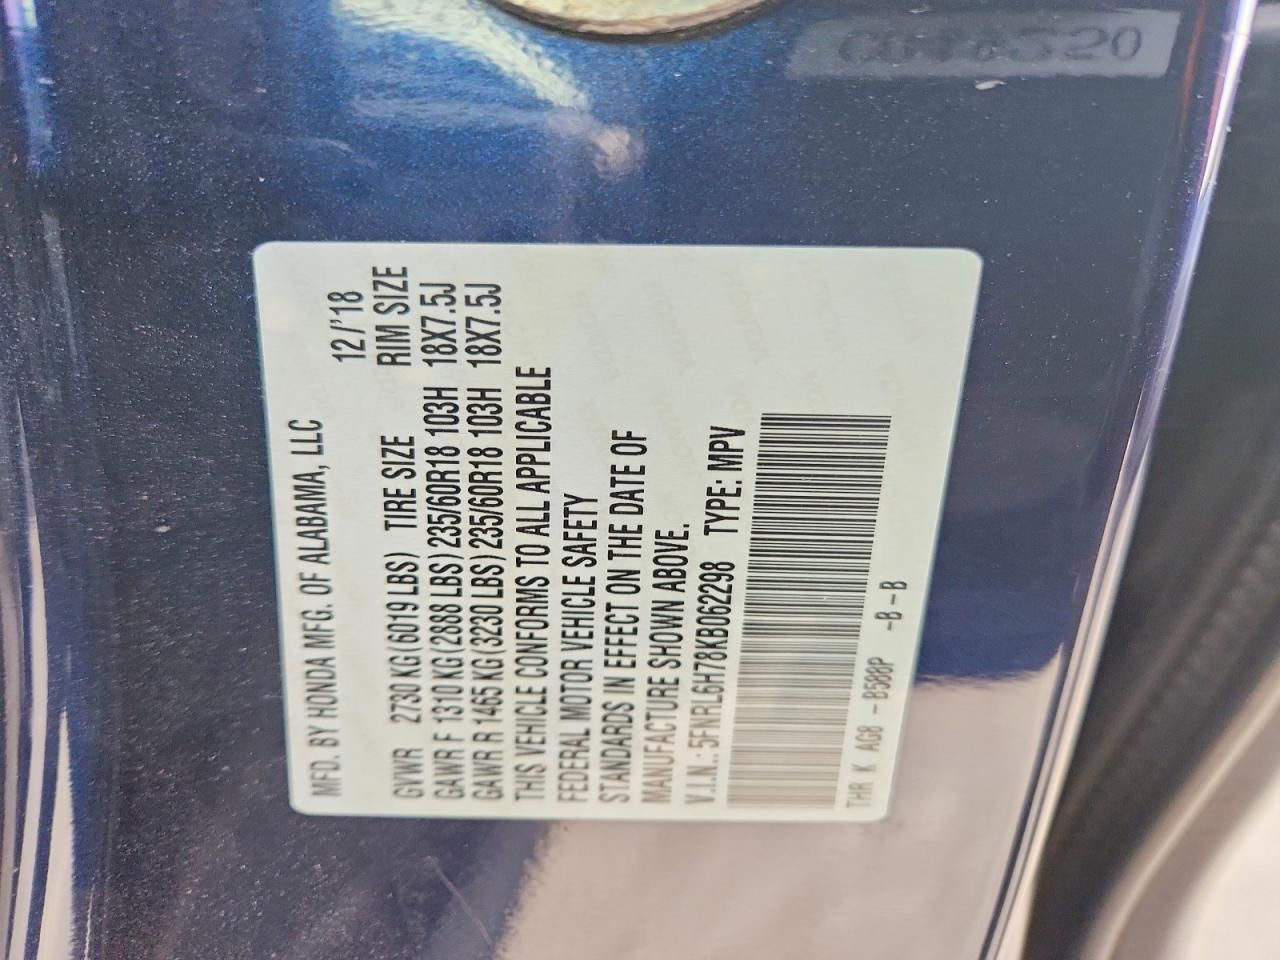 MFD. BY HONDA MFG. OF ALABAMA, LLC
12/'18
GVWR 2730 KG (6019 LBS) TIRE SIZE RIM SIZE
GAWR F 1310 KG (2888 LBS) 235/60R18 103H 18X7.5J
GAWR R 1465 KG (3230 LBS) 235/60R18 103H 18X7.5J
THIS VEHICLE CONFORMS TO ALL APPLICABLE
FEDERAL MOTOR VEHICLE SAFETY
STANDARDS IN EFFECT ON THE DATE OF
MANUFACTURE SHOWN ABOVE.
V.I.N.: 5FNRL6H78KB062298 TYPE: MPV
THR K AG8 -B588P -B-B